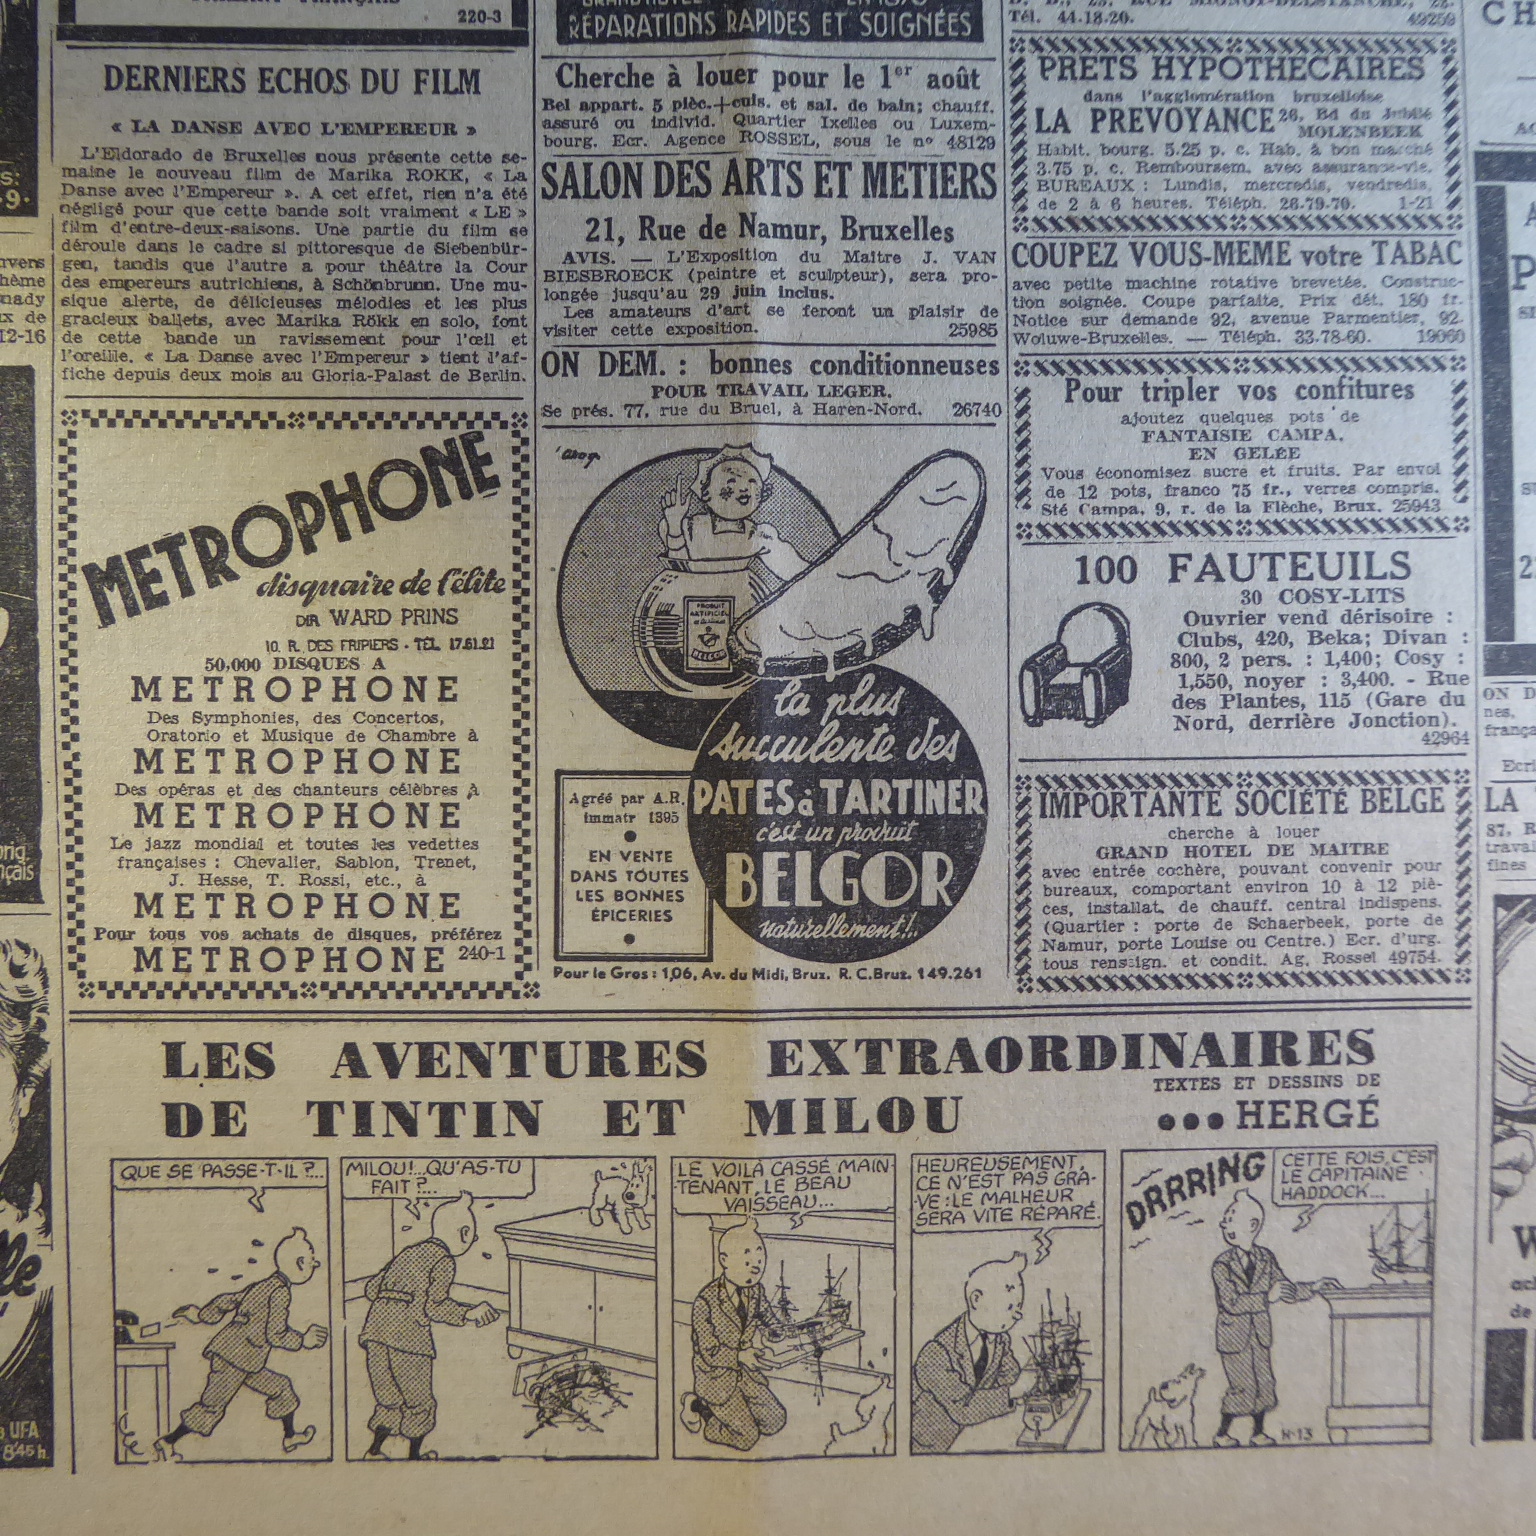 220-3
DERNIERS ECHOS DU FILM
« LA DANSE AVEC L'EMPEREUR »
L'Eldorado de Bruxelles nous présente cette se-
maine le nouveau film de Marika ROKK, « La
Danse avec l'Empereur ». A cet effet, rien n'a été
négligé pour que cette bande soit vraiment « LE »
film d'entre-deux-saisons. Une partie du film se
déroule dans le cadre si pittoresque de Siebenbür-
gen, tandis que l'autre a pour théâtre la Cour
des empereurs autrichiens, à Schönbrunn. Une mu-
sique alerte, de délicieuses mélodies et les plus
gracieux ballets, avec Marika Rökk en solo, font
de cette bande un ravissement pour l'œil et
l'oreille. « La Danse avec l'Empereur » tient l'af-
fiche depuis deux mois au Gloria-Palast de Berlin.
METROPHONE
disquaire de l'élite
DIR WARD PRINS
10. R. DES FRIPIERS - TÉL. 17.61.21
50,000 DISQUES A
METROPHONE
Des Symphonies, des Concertos,
Oratorio et Musique de Chambre à
METROPHONE
Des opéras et des chanteurs célèbres à
METROPHONE
Le jazz mondial et toutes les vedettes
françaises : Chevalier, Sablon, Trenet,
J. Hesse, T. Rossi, etc., à
METROPHONE
Pour tous vos achats de disques, préférez
METROPHONE 240-1
RÉPARATIONS RAPIDES ET SOIGNÉES
Cherche à louer pour le 1er août
Bel appart. 5 pièc.+cuis. et sal. de bain; chauff.
assuré ou individ. Quartier Ixelles ou Luxem-
bourg. Ecr. Agence ROSSEL, sous le n° 48129
SALON DES ARTS ET METIERS
21, Rue de Namur, Bruxelles
AVIS. — L'Exposition du Maître J. VAN
BIESBROECK (peintre et sculpteur), sera pro-
longée jusqu'au 29 juin inclus.
Les amateurs d'art se feront un plaisir de
visiter cette exposition. 25985
ON DEM. : bonnes conditionneuses
POUR TRAVAIL LEGER.
Se prés. 77, rue du Bruel, à Haren-Nord. 26740
PRODUIT
ARTIFICIEL
BELGOR
la plus
succulente des
PATES à TARTINER
c'est un produit
BELGOR
naturellement!..
Agréé par A.R.
immatr 1395
EN VENTE
DANS TOUTES
LES BONNES
ÉPICERIES
Pour le Gros : 106, Av. du Midi, Brux. R. C. Brux. 149.261
Tél. 44.18.20. 49259
PRETS HYPOTHECAIRES
dans l'agglomération bruxelloise
LA PREVOYANCE 26, Bd du Jubilé
MOLENBEEK
Habit. bourg. 5.25 p. c. Hab. à bon marché
3.75 p. c. Remboursem. avec assurance-vie.
BUREAUX : Lundis, mercredis, vendredis,
de 2 à 6 heures. Téléph. 26.79.70. 1-21
COUPEZ VOUS-MEME votre TABAC
avec petite machine rotative brevetée. Construc-
tion soignée. Coupe parfaite. Prix dét. 180 fr.
Notice sur demande 92, avenue Parmentier, 92.
Woluwe-Bruxelles. — Téléph. 33.78-60. 19060
Pour tripler vos confitures
ajoutez quelques pots de
FANTAISIE CAMPA,
EN GELÉE
Vous économisez sucre et fruits. Par envoi
de 12 pots, franco 75 fr., verres compris.
Sté Campa, 9, r. de la Flèche, Brux. 25943
100 FAUTEUILS
30 COSY-LITS
Ouvrier vend dérisoire :
Clubs, 420, Beka; Divan :
800, 2 pers. : 1,400; Cosy :
1,550, noyer : 3,400. - Rue
des Plantes, 115 (Gare du
Nord, derrière Jonction).
42964
IMPORTANTE SOCIÉTÉ BELGE
cherche à louer
GRAND HOTEL DE MAITRE
avec entrée cochère, pouvant convenir pour
bureaux, comportant environ 10 à 12 piè-
ces, installat. de chauff. central indispens.
(Quartier : porte de Schaerbeek, porte de
Namur, porte Louise ou Centre.) Ecr. d'urg.
tous renseign. et condit. Ag. Rossel 49754.
LES AVENTURES EXTRAORDINAIRES
DE TINTIN ET MILOU
TEXTES ET DESSINS DE
HERGÉ
QUE SE PASSE-T-IL ?...
MILOU!...QU'AS-TU
FAIT ?...
LE VOILÀ CASSÉ MAIN-
TENANT, LE BEAU
VAISSEAU...
HEUREUSEMENT,
CE N'EST PAS GRA-
VE : LE MALHEUR
SERA VITE RÉPARÉ.
DRRRING
CETTE FOIS, C'EST
LE CAPITAINE
HADDOCK...
N-13
UFA
8'45 h.